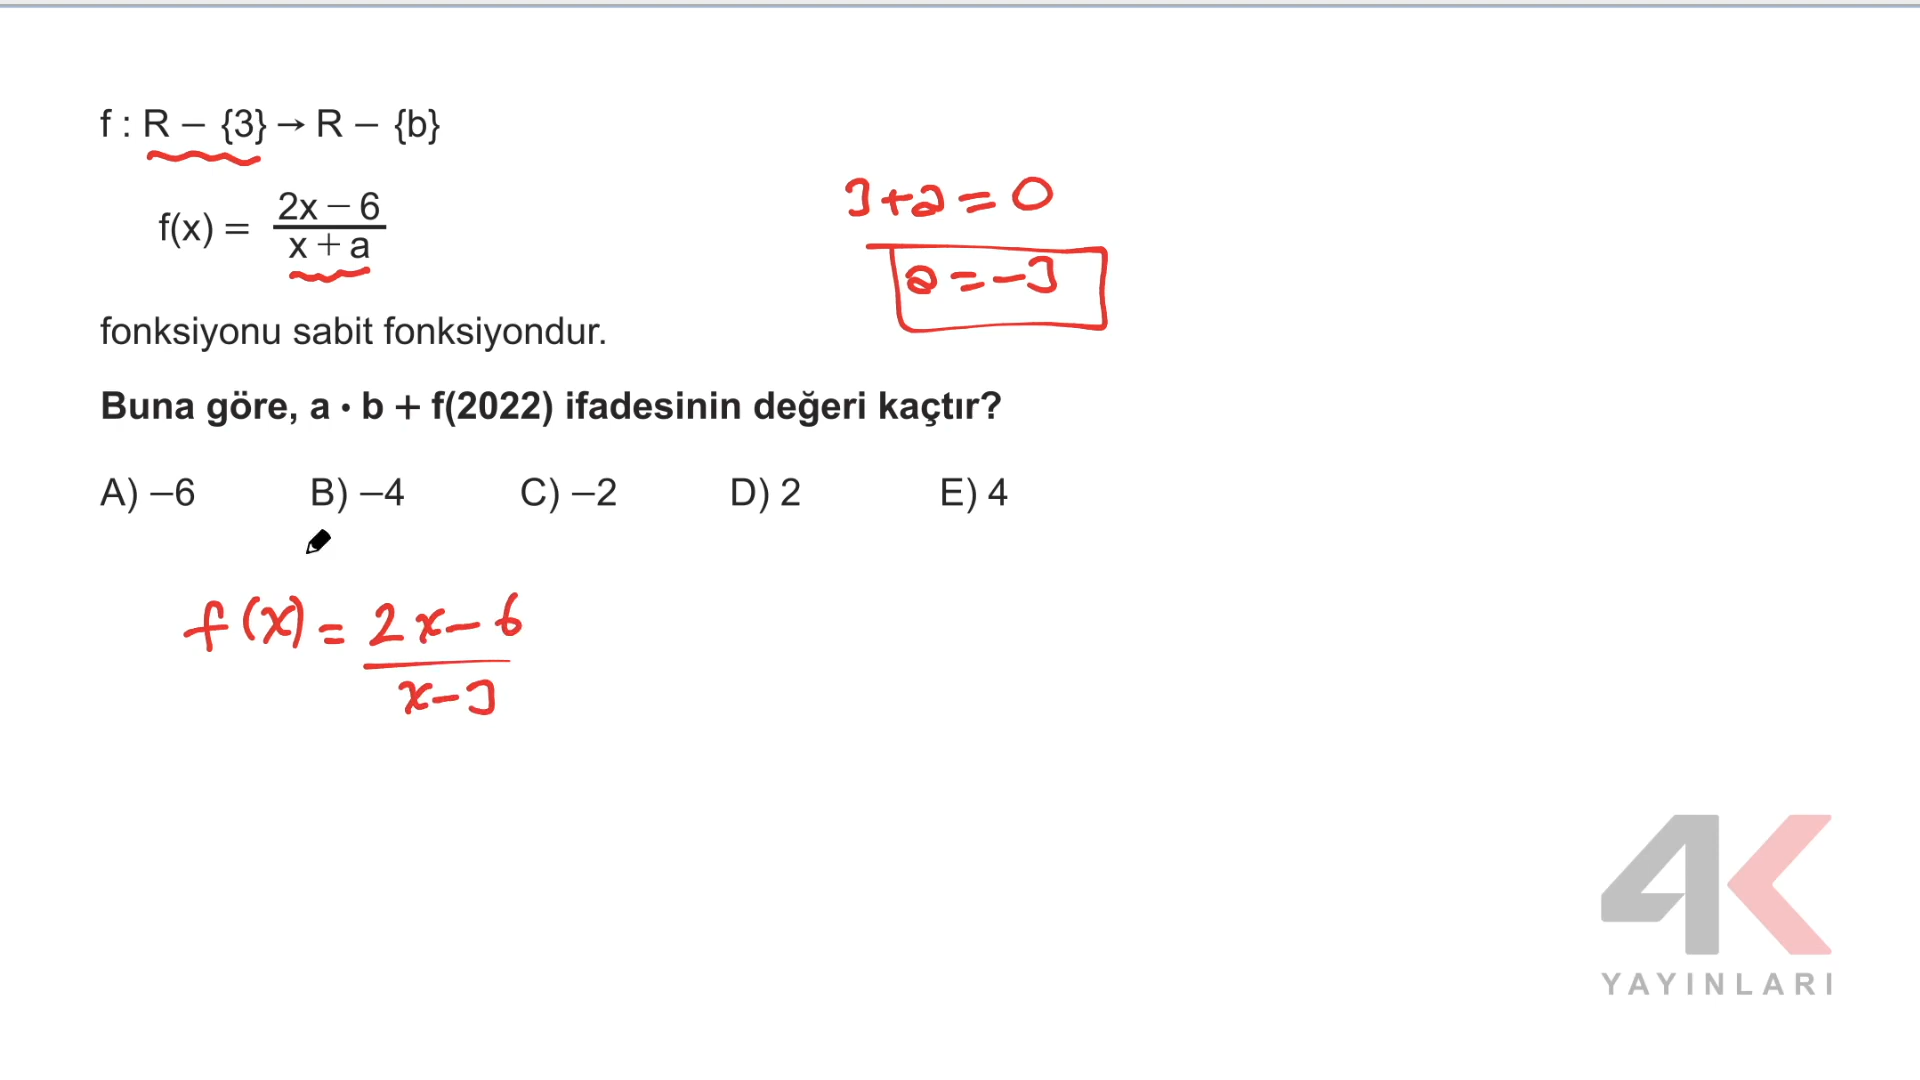 f : R − {3} → R − {b}
f(x) = 2x − 6 / x + a
fonksiyonu sabit fonksiyondur.
Buna göre, a • b + f(2022) ifadesinin değeri kaçtır?
A) −6 B) −4 C) −2 D) 2 E) 4
3+a=0
a=-3
f(x) = 2x-6 / x-3
4K
YAYINLARI